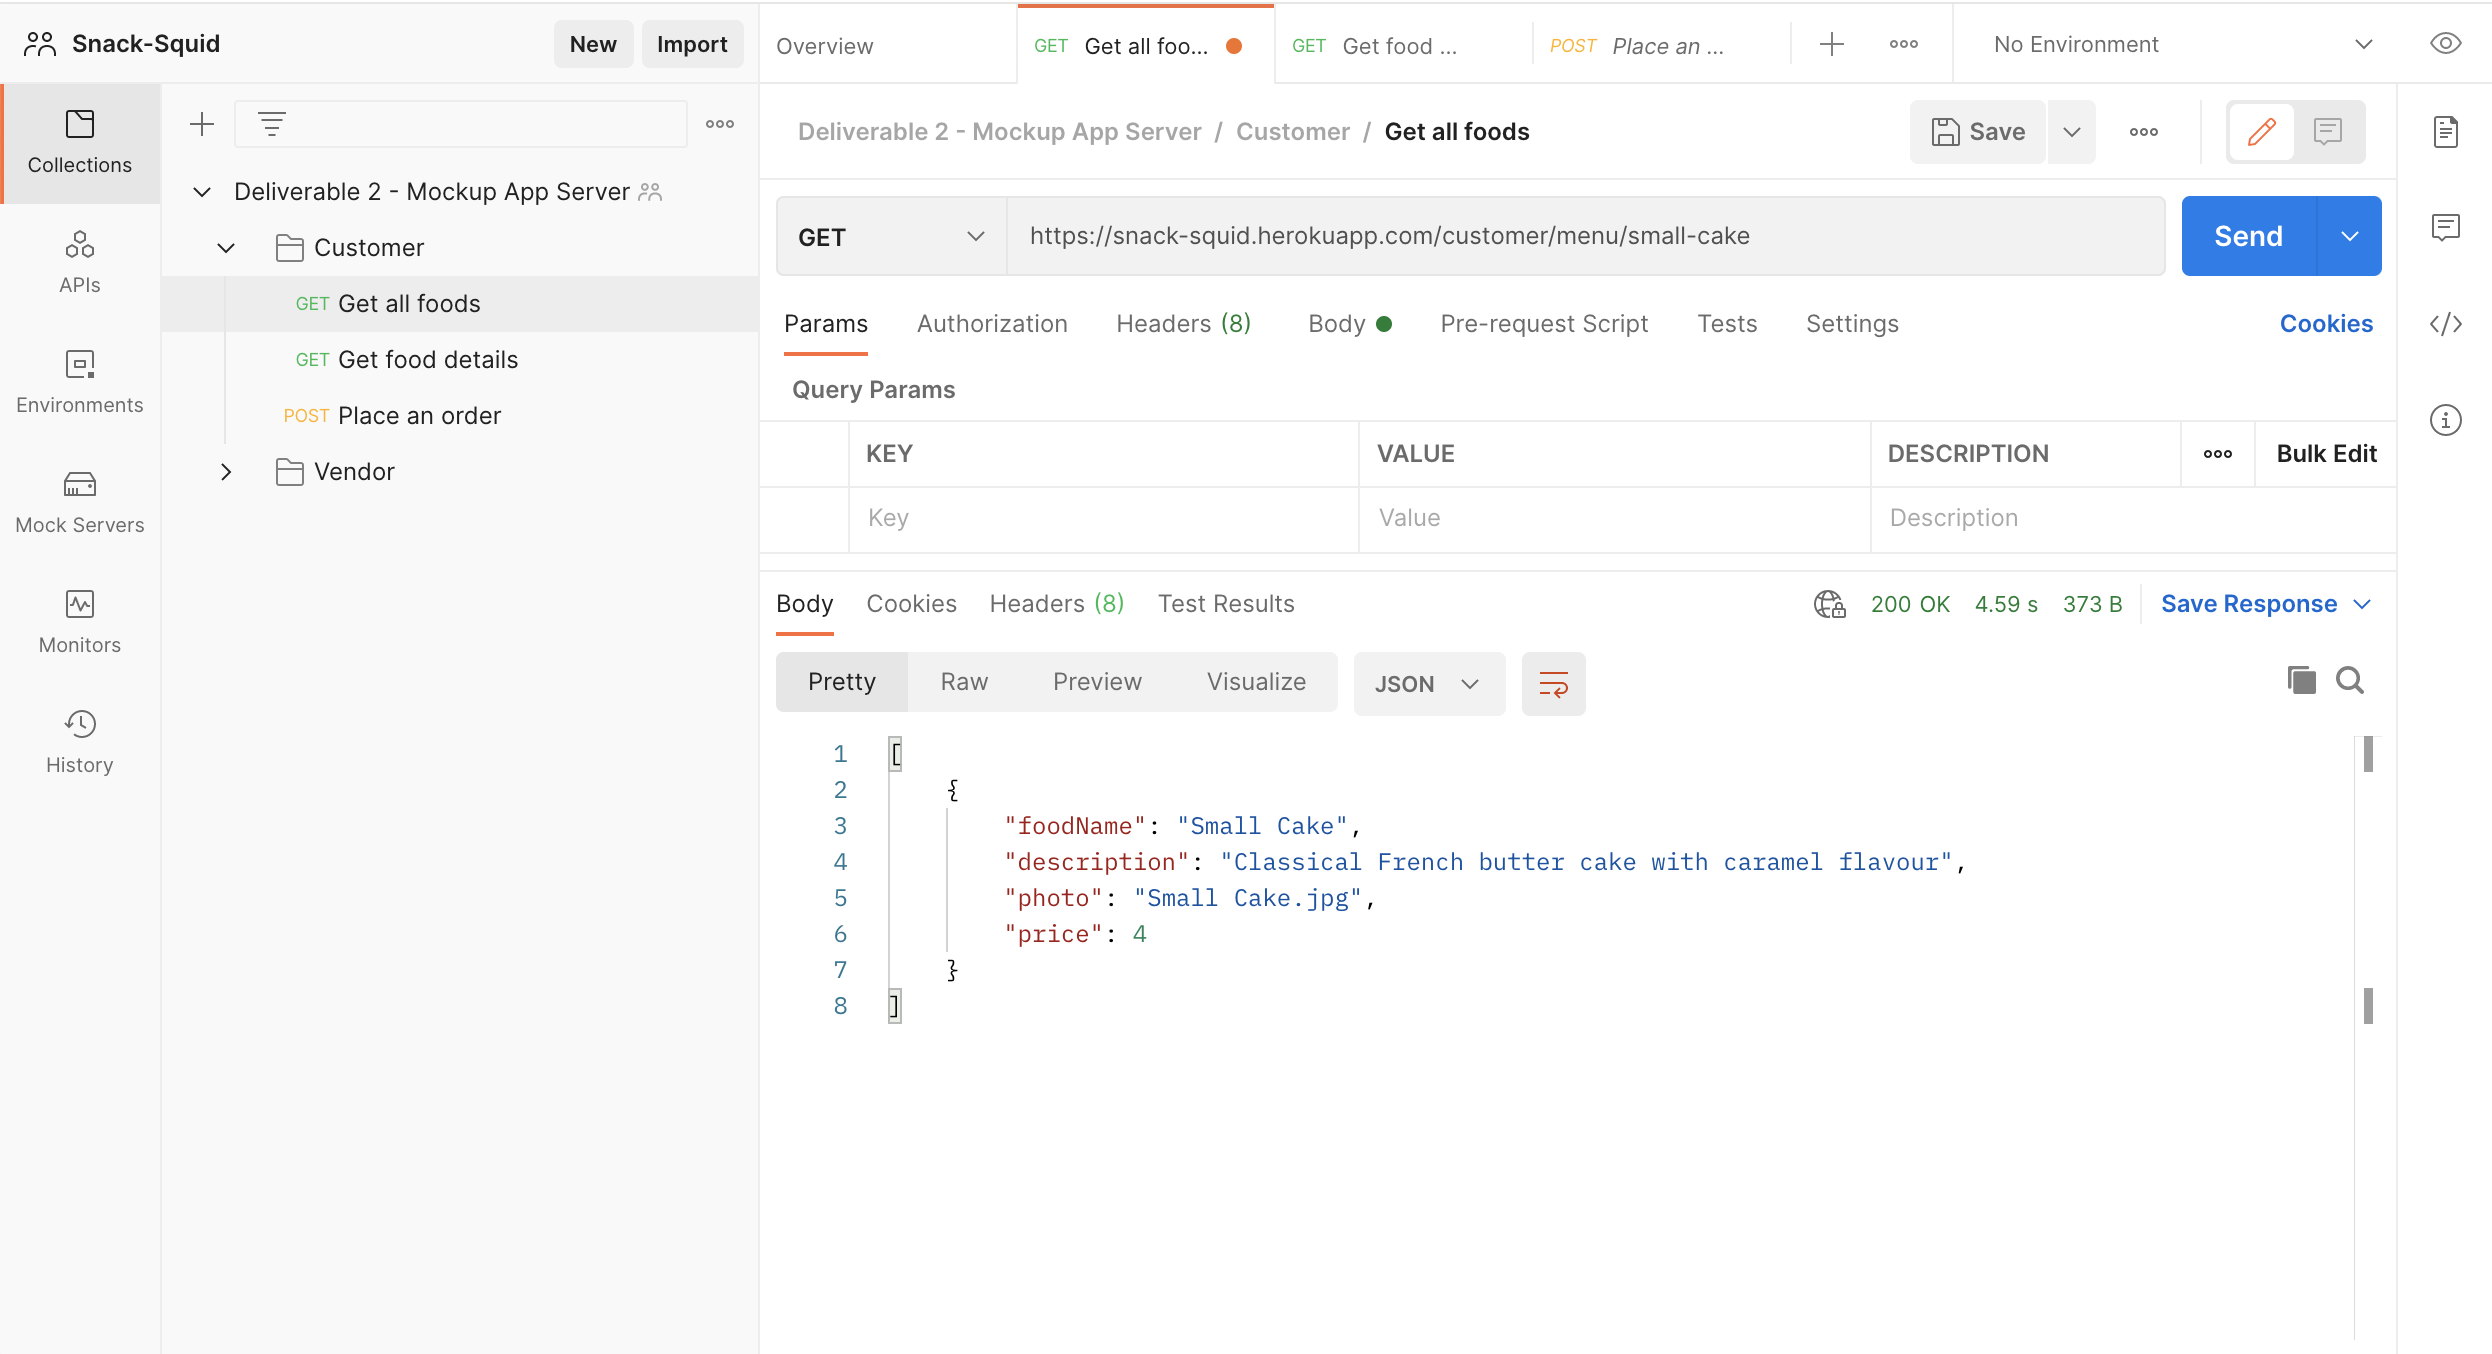 Snack-Squid
New
Import
Overview
GET Get all foo...
GET Get food ...
POST Place an ...
No Environment
Collections
APIs
Environments
Mock Servers
Monitors
History
Deliverable 2 - Mockup App Server
Customer
GET Get all foods
GET Get food details
POST Place an order
Vendor
Deliverable 2 - Mockup App Server / Customer / Get all foods
Save
GET
https://snack-squid.herokuapp.com/customer/menu/small-cake
Send
Params Authorization Headers (8) Body Pre-request Script Tests Settings Cookies
Query Params
KEY VALUE DESCRIPTION Bulk Edit
Key Value Description
Body Cookies Headers (8) Test Results 200 OK 4.59 s 373 B Save Response
Pretty Raw Preview Visualize JSON
1 [
2 {
3 "foodName": "Small Cake",
4 "description": "Classical French butter cake with caramel flavour",
5 "photo": "Small Cake.jpg",
6 "price": 4
7 }
8 ]